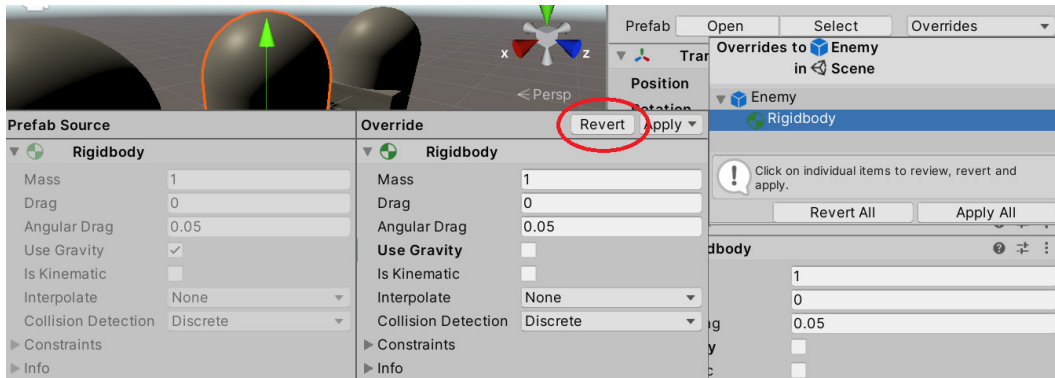 Prefab Open Select Overrides
x z
Persp
Overrides to Enemy
in Scene
Position
Enemy
Rigidbody
Prefab Source
Rigidbody
Mass 1
Drag 0
Angular Drag 0.05
Use Gravity
Is Kinematic
Interpolate None
Collision Detection Discrete
Constraints
Info
Override Revert Apply
Rigidbody
Mass 1
Drag 0
Angular Drag 0.05
Use Gravity
Is Kinematic
Interpolate None
Collision Detection Discrete
Constraints
Info
Click on individual items to review, revert and
apply.
Revert All Apply All
dbody
1
0
0.05